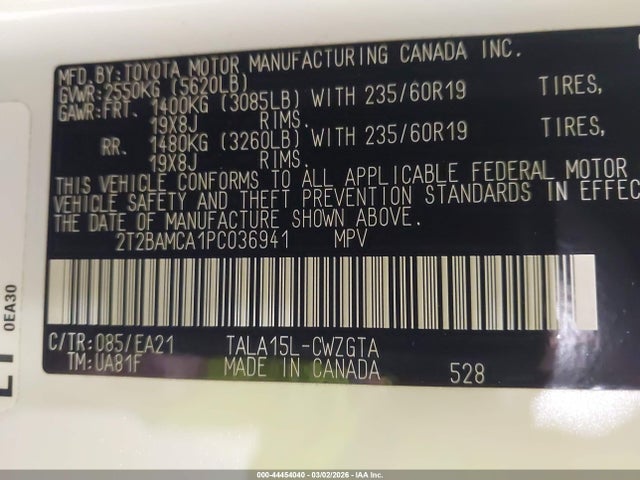 MFD.BY:TOYOTA MOTOR MANUFACTURING CANADA INC.
GVWR:2550KG (5620LB)
GAWR:FRT. 1400KG (3085LB) WITH 235/60R19 TIRES,
19X8J RIMS.
RR. 1480KG (3260LB) WITH 235/60R19 TIRES,
19X8J RIMS.
THIS VEHICLE CONFORMS TO ALL APPLICABLE FEDERAL MOTOR
VEHICLE SAFETY AND THEFT PREVENTION STANDARDS IN EFFEC
THE DATE OF MANUFACTURE SHOWN ABOVE.
2T2BAMCA1PC036941 MPV
C/TR:085/EA21 TALA15L-CWZGTA
TM:UA81F MADE IN CANADA 528
0EA30
000-44454040 - 03/02/2026 - IAA Inc.